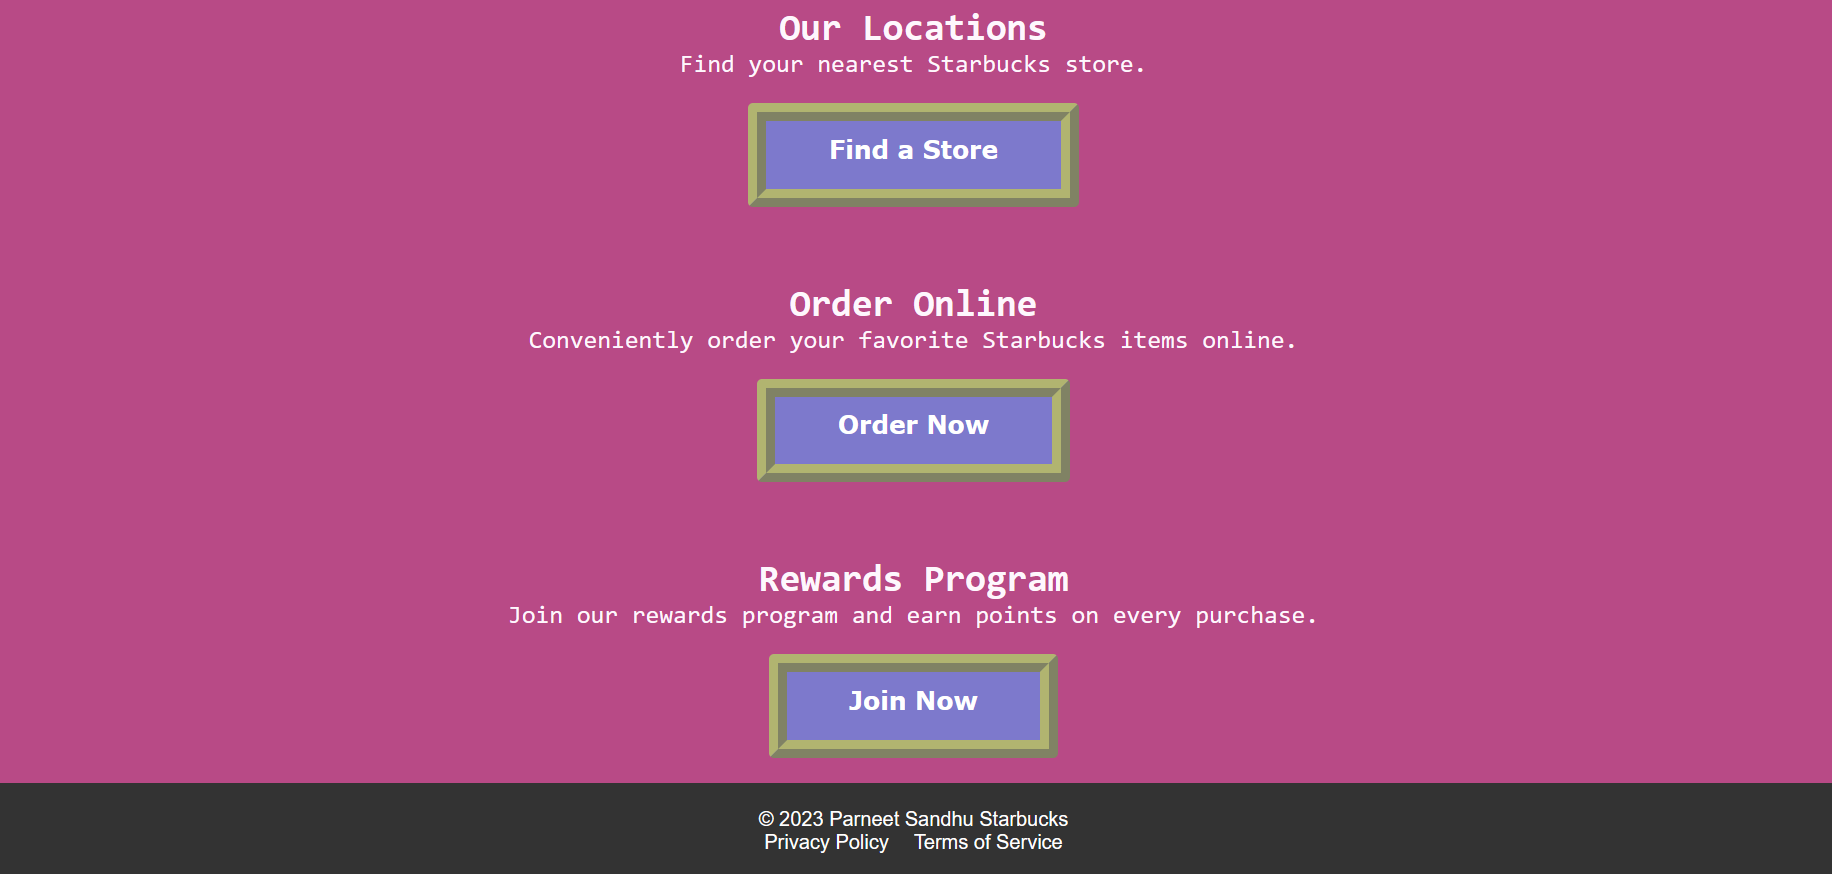 Our Locations
Find your nearest Starbucks store.
Find a Store
Order Online
Conveniently order your favorite Starbucks items online.
Order Now
Rewards Program
Join our rewards program and earn points on every purchase.
Join Now
© 2023 Parneet Sandhu Starbucks
Privacy Policy Terms of Service